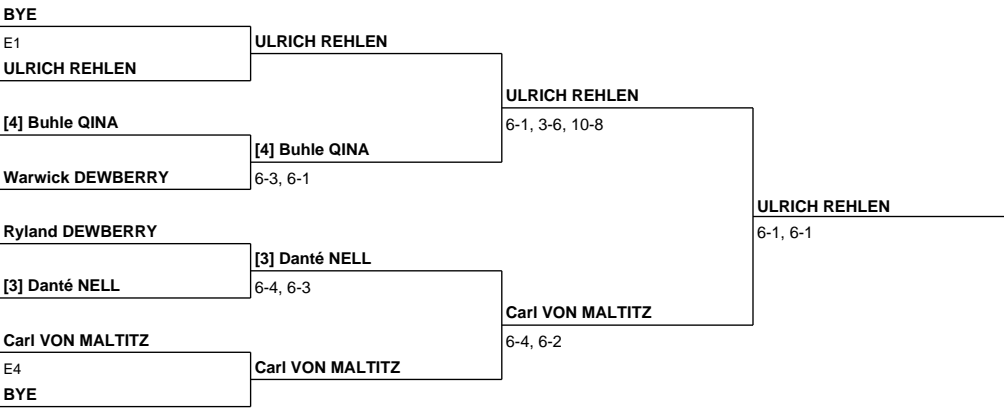 BYE
E1
ULRICH REHLEN
ULRICH REHLEN
[4] Buhle QINA
Warwick DEWBERRY
[4] Buhle QINA
6-3, 6-1
ULRICH REHLEN
6-1, 3-6, 10-8
Ryland DEWBERRY
[3] Danté NELL
[3] Danté NELL
6-4, 6-3
Carl VON MALTITZ
E4
BYE
Carl VON MALTITZ
Carl VON MALTITZ
6-4, 6-2
ULRICH REHLEN
6-1, 6-1